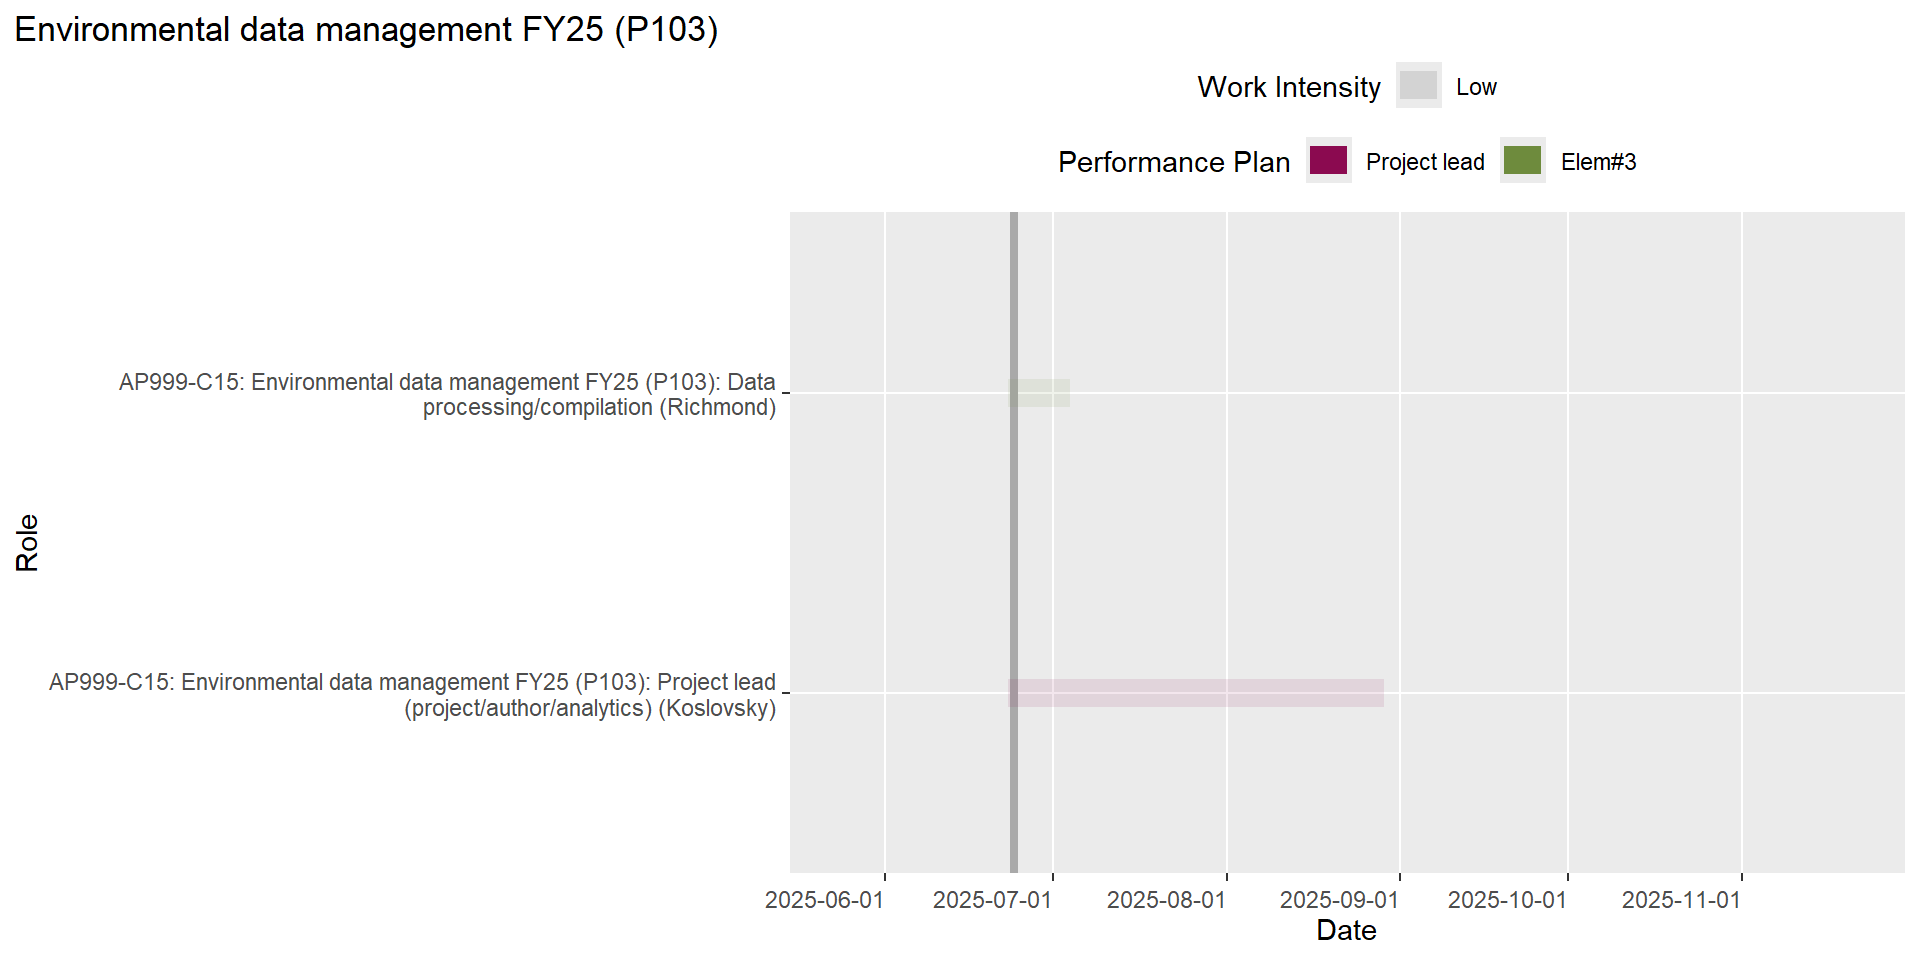 Environmental data management FY25 (P103)
Work Intensity Low
Performance Plan Project lead Elem#3
AP999-C15: Environmental data management FY25 (P103): Data
processing/compilation (Richmond)
Role
AP999-C15: Environmental data management FY25 (P103): Project lead
(project/author/analytics) (Koslovsky)
2025-06-01 2025-07-01 2025-08-01 2025-09-01 2025-10-01 2025-11-01
Date